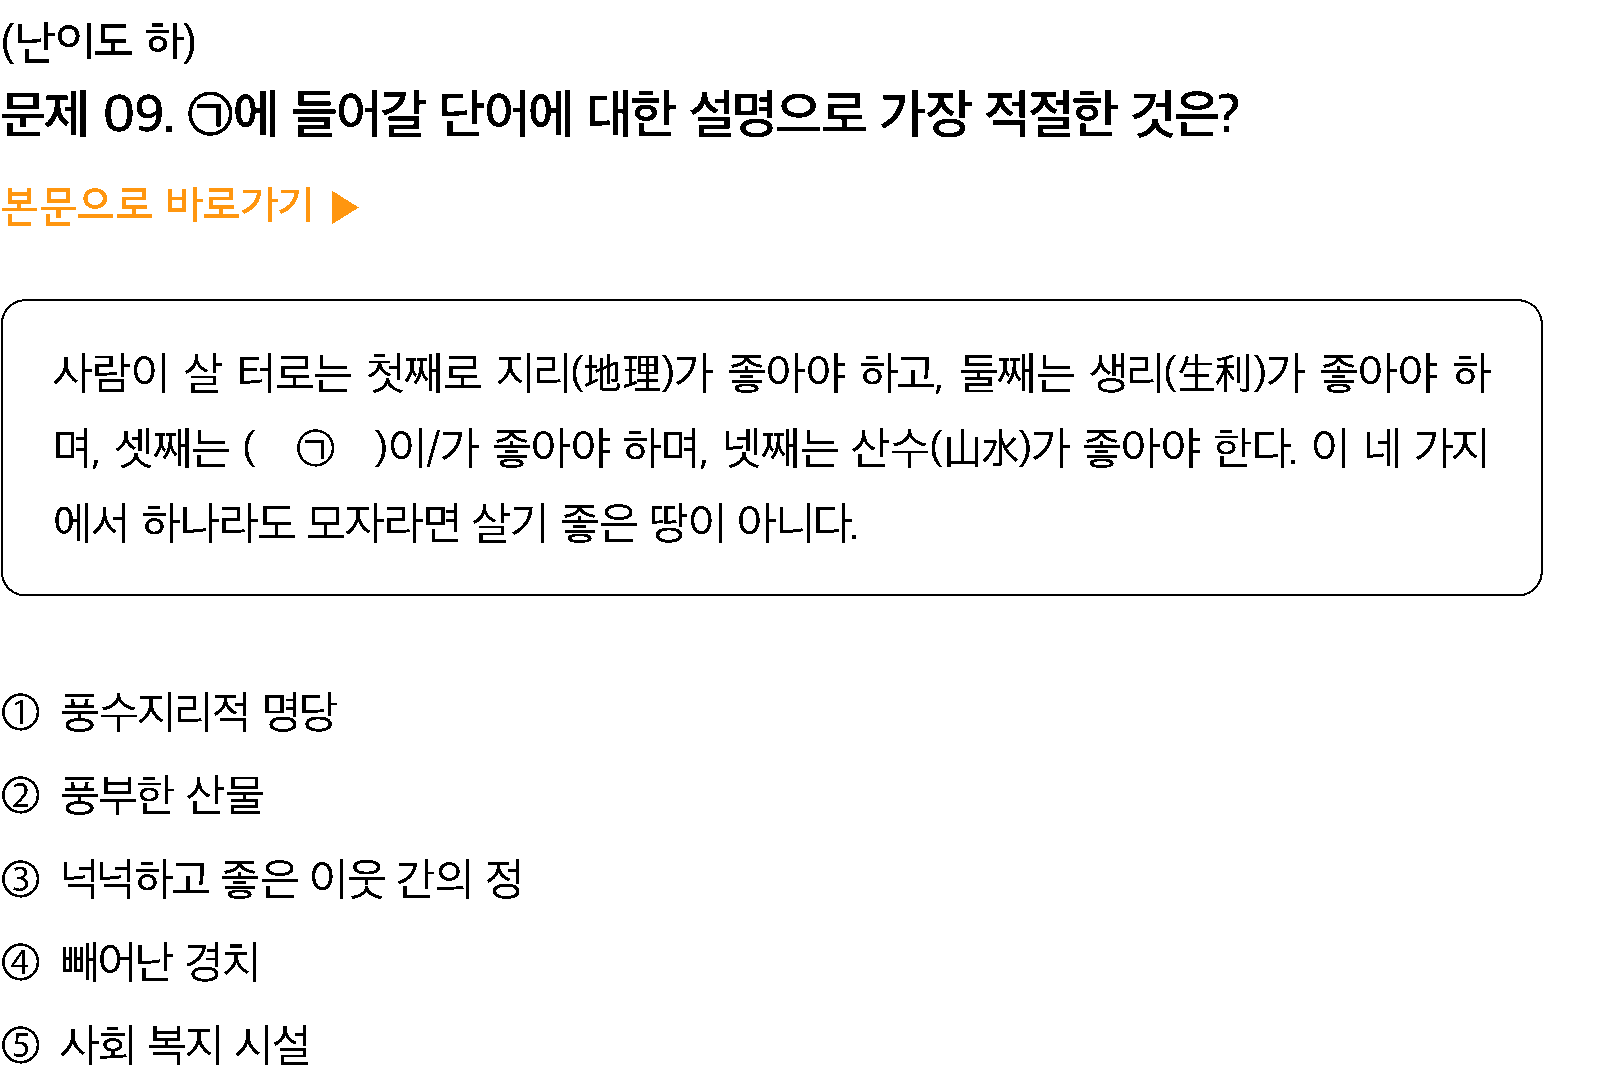 (난이도 하)
문제 09. ㉠에 들어갈 단어에 대한 설명으로 가장 적절한 것은?
본문으로 바로가기 ▶
사람이 살 터로는 첫째로 지리(地理)가 좋아야 하고, 둘째는 생리(生利)가 좋아야 하
며, 셋째는 ( ㉠ )이/가 좋아야 하며, 넷째는 산수(山水)가 좋아야 한다. 이 네 가지
에서 하나라도 모자라면 살기 좋은 땅이 아니다.
① 풍수지리적 명당
② 풍부한 산물
③ 넉넉하고 좋은 이웃 간의 정
④ 빼어난 경치
⑤ 사회 복지 시설